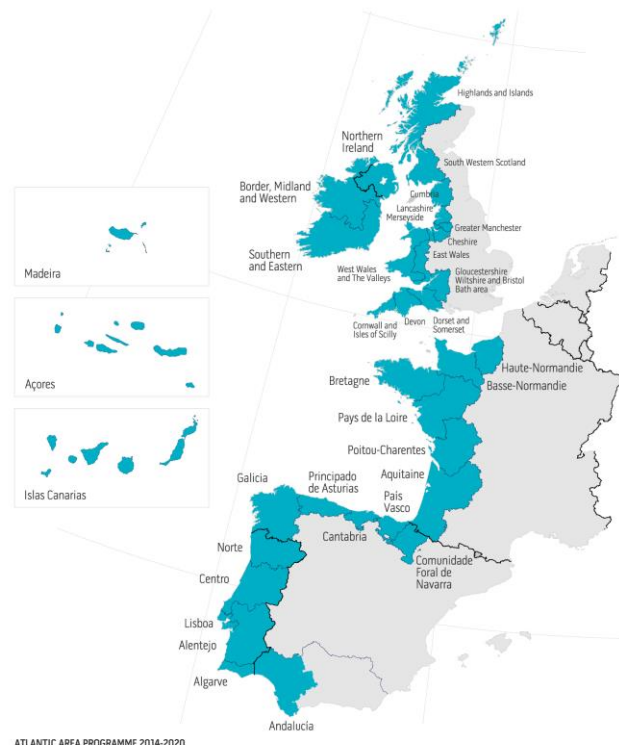 Highlands and Islands
Northern
Ireland
South Western Scotland
Border, Midland
and Western
Cumbria
Lancashire
Merseyside
Greater Manchester
Cheshire
East Wales
Southern
and Eastern
West Wales
and The Valleys
Gloucestershire
Wiltshire and Bristol
Bath area
Cornwall and
Isles of Scilly
Devon
Dorset and
Somerset
Madeira
Açores
Islas Canarias
Haute-Normandie
Basse-Normandie
Bretagne
Pays de la Loire
Poitou-Charentes
Aquitaine
País
Vasco
Principado
de Asturias
Galicia
Cantabria
Comunidade
Foral de
Navarra
Norte
Centro
Lisboa
Alentejo
Algarve
Andalucía
ATLANTIC AREA PROGRAMME 2014-2020